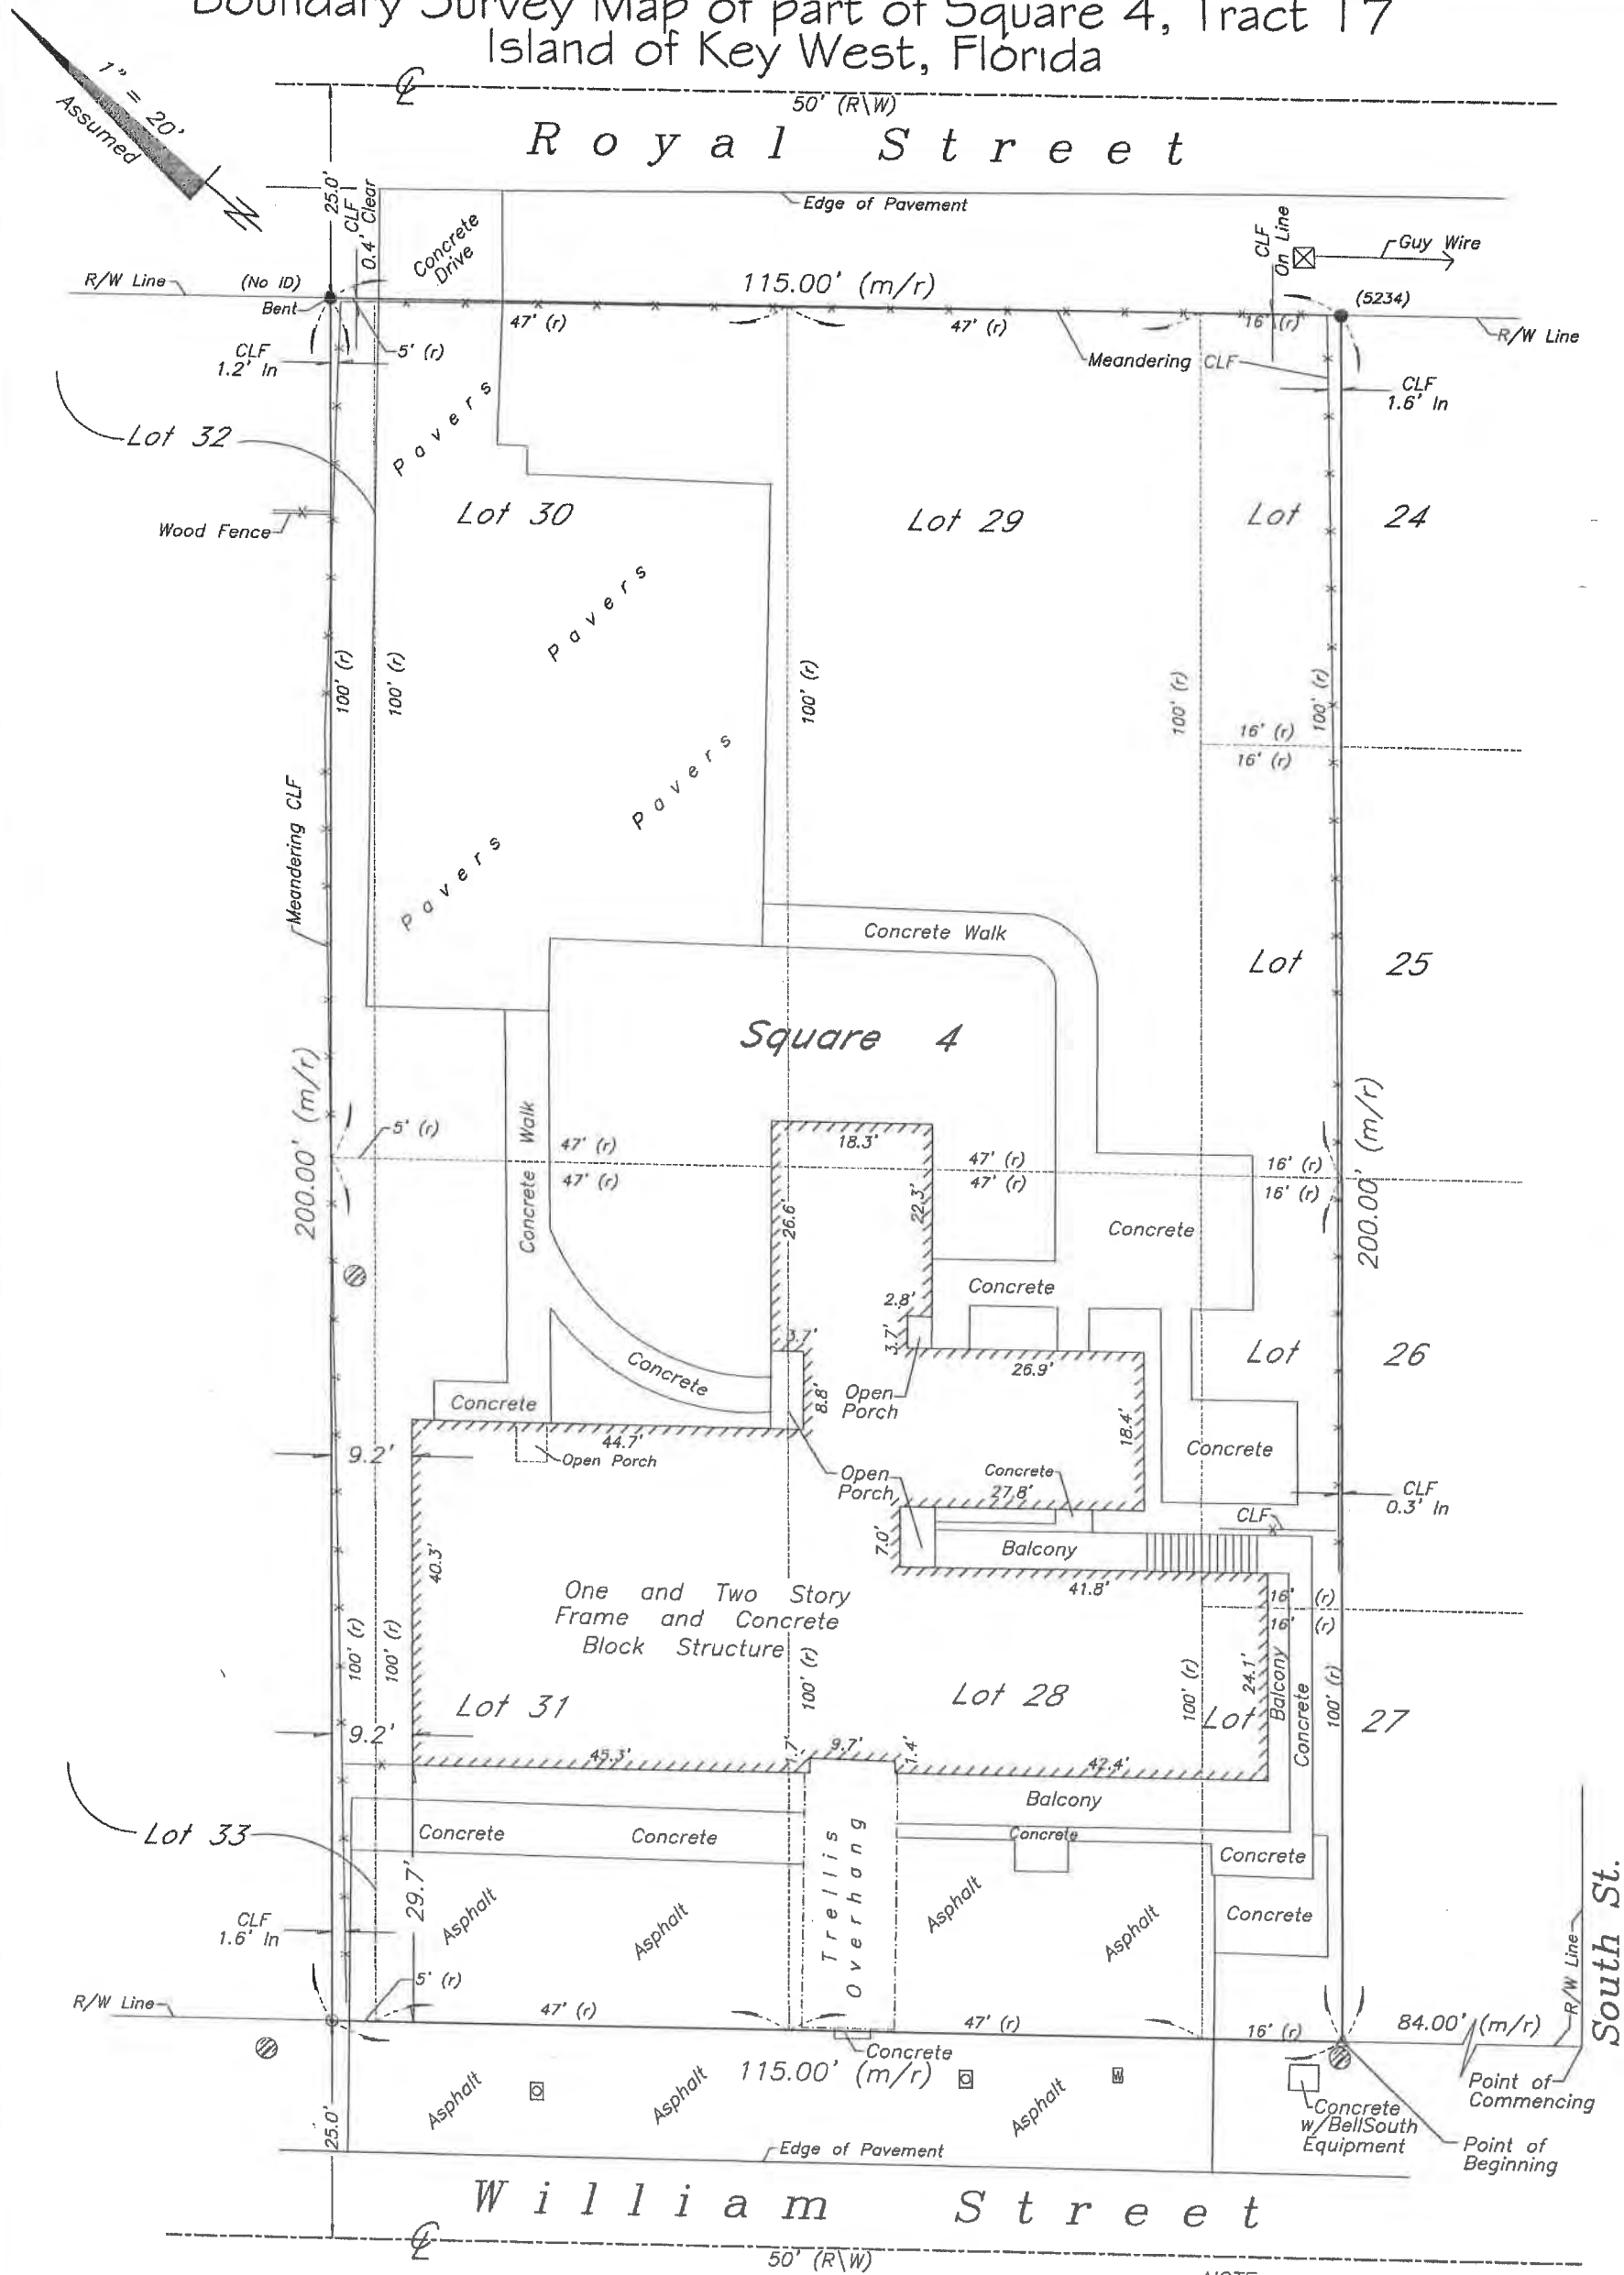 Boundary Survey Map of part of Square 4, Tract 17
Island of Key West, Florida
1" = 20'
Assumed
N
℄
50' (R\W)
Royal Street
25.0'
CLF
0.4' Clear
Concrete
Drive
Edge of Pavement
CLF
On Line
Guy Wire
R/W Line
(No ID)
Bent
115.00' (m/r)
(5234)
R/W Line
47' (r)
47' (r)
16' (r)
CLF
1.2' In
5' (r)
Meandering CLF
CLF
1.6' In
Lot 32
Pavers
Wood Fence
Lot 30
Lot 29
Lot 24
Pavers
100' (r)
100' (r)
100' (r)
100' (r)
100' (r)
16' (r)
16' (r)
Pavers
Meandering CLF
Pavers
Concrete Walk
Lot 25
Square 4
200.00' (m/r)
200.00' (m/r)
5' (r)
Concrete Walk
47' (r)
47' (r)
18.3'
47' (r)
47' (r)
16' (r)
16' (r)
26.6'
22.3'
Concrete
Concrete
2.8'
3.7'
3.7'
26.9'
Lot 26
Concrete
Concrete
8.8'
Open
Porch
18.4'
44.7'
Open Porch
9.2'
Concrete
Open
Porch
Concrete
27.8'
CLF
0.3' In
CLF
7.0'
Balcony
40.3'
41.8'
One and Two Story
Frame and Concrete
Block Structure
16' (r)
16' (r)
100' (r)
100' (r)
100' (r)
100' (r)
100' (r)
24.1'
Balcony
Concrete
Lot 31
Lot 28
Lot 27
9.2'
45.3'
1.7'
9.7'
1.4'
42.4'
Balcony
Lot 33
Concrete
Concrete
Concrete
Concrete
29.7'
Trellis
Overhang
Asphalt
Asphalt
Asphalt
Asphalt
Concrete
CLF
1.6' In
R/W Line
South St.
5' (r)
R/W Line
47' (r)
47' (r)
16' (r)
84.00' (m/r)
Concrete
115.00' (m/r)
Asphalt
Asphalt
Asphalt
W
Point of
Commencing
Concrete
w/BellSouth
Equipment
Point of
Beginning
25.0'
Edge of Pavement
William Street
℄
50' (R\W)
NOTE